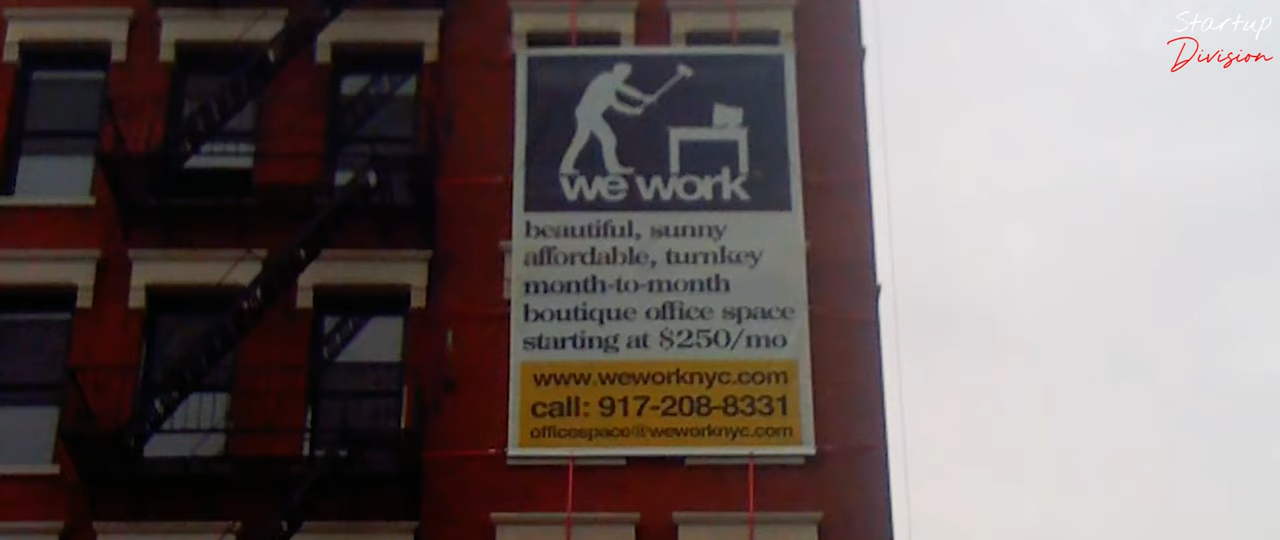 Startup
Division
we work
beautiful, sunny
affordable, turnkey
month-to-month
boutique office space
starting at $250/mo
www.weworknyc.com
call: 917-208-8331
officespace@weworknyc.com